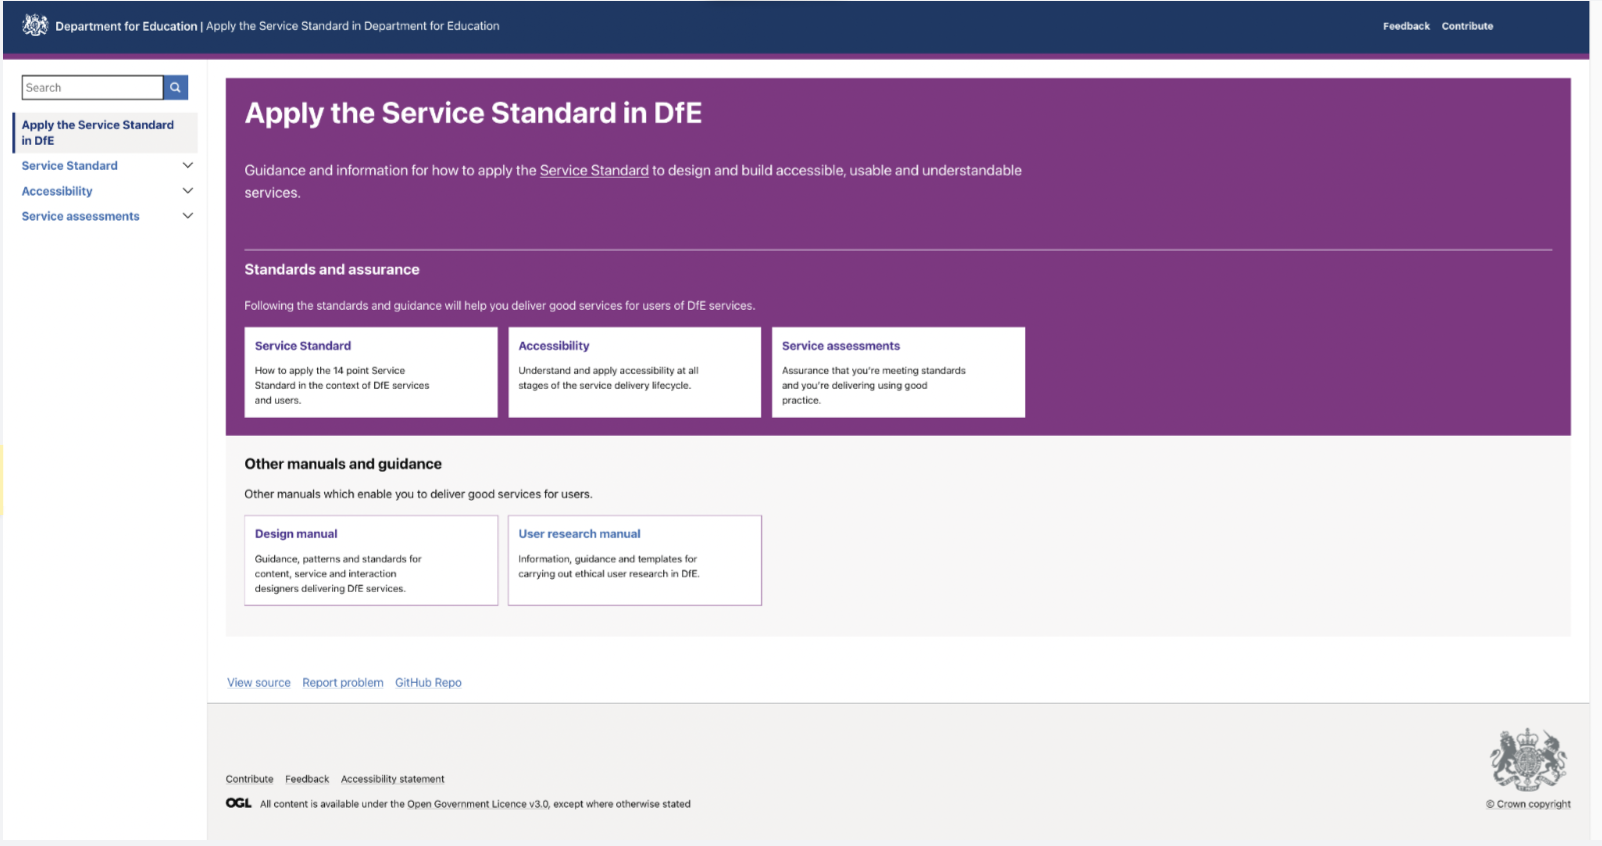 Department for Education | Apply the Service Standard in Department for Education
Feedback Contribute
Search
Apply the Service Standard
in DfE
Service Standard
Accessibility
Service assessments
Apply the Service Standard in DfE
Guidance and information for how to apply the Service Standard to design and build accessible, usable and understandable
services.
Standards and assurance
Following the standards and guidance will help you deliver good services for users of DfE services.
Service Standard
How to apply the 14 point Service
Standard in the context of DfE services
and users.
Accessibility
Understand and apply accessibility at all
stages of the service delivery lifecycle.
Service assessments
Assurance that you're meeting standards
and you're delivering using good
practice.
Other manuals and guidance
Other manuals which enable you to deliver good services for users.
Design manual
Guidance, patterns and standards for
content, service and interaction
designers delivering DfE services.
User research manual
Information, guidance and templates for
carrying out ethical user research in DfE.
View source Report problem GitHub Repo
Contribute Feedback Accessibility statement
OGL All content is available under the Open Government Licence v3.0, except where otherwise stated
© Crown copyright